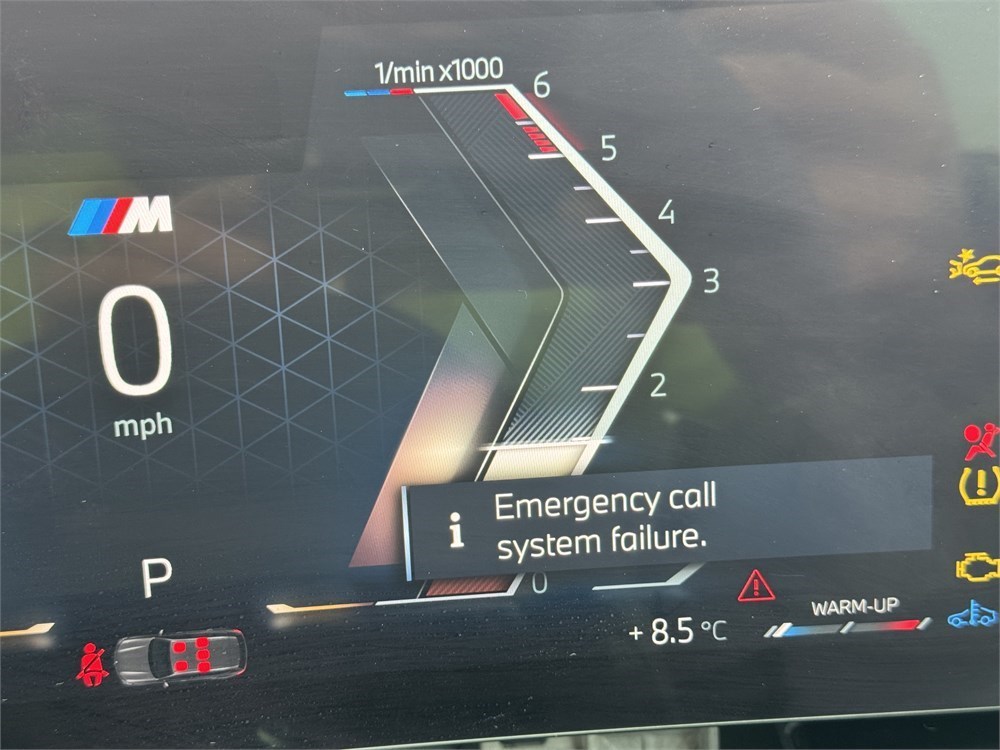 1/min x1000
6
5
4
3
2
0
M
0
mph
Emergency call
system failure.
P
+ 8.5 °C
WARM-UP